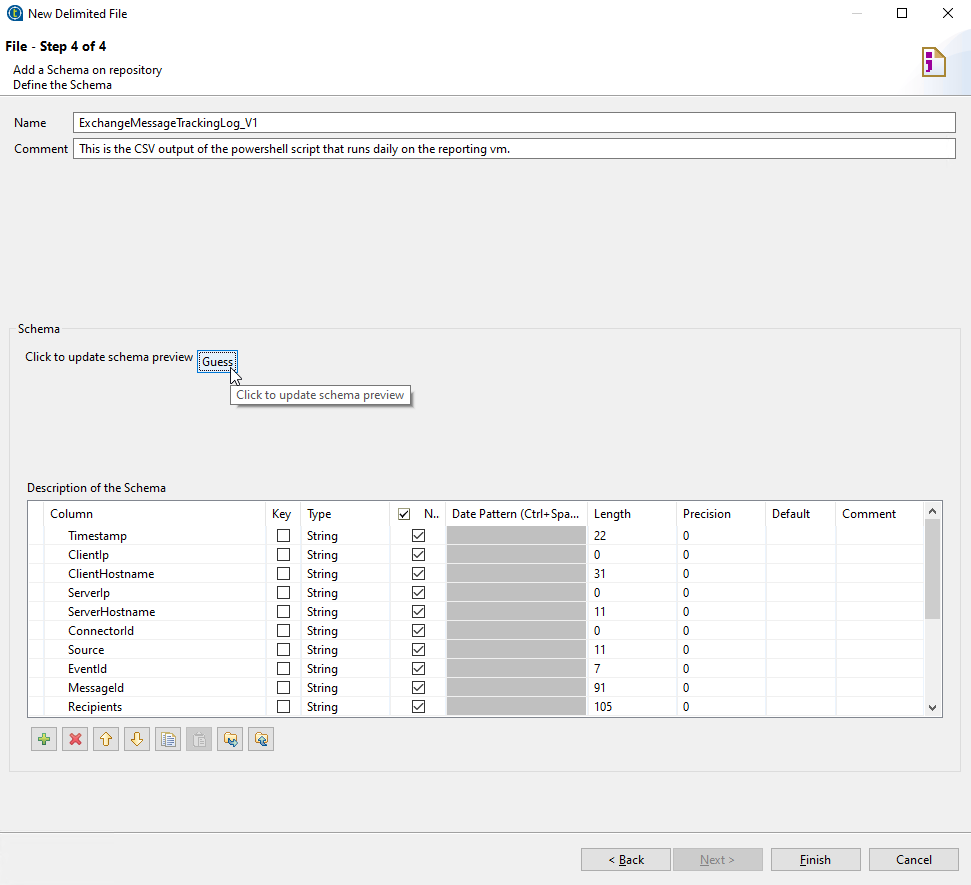 New Delimited File
File - Step 4 of 4
Add a Schema on repository
Define the Schema
Name ExchangeMessageTrackingLog_V1
Comment This is the CSV output of the powershell script that runs daily on the reporting vm.
Schema
Click to update schema preview Guess
Click to update schema preview
Description of the Schema
Column Key Type N.. Date Pattern (Ctrl+Spa... Length Precision Default Comment
Timestamp String 22 0
ClientIp String 0 0
ClientHostname String 31 0
ServerIp String 0 0
ServerHostname String 11 0
ConnectorId String 0 0
Source String 11 0
EventId String 7 0
MessageId String 91 0
Recipients String 105 0
< Back Next > Finish Cancel